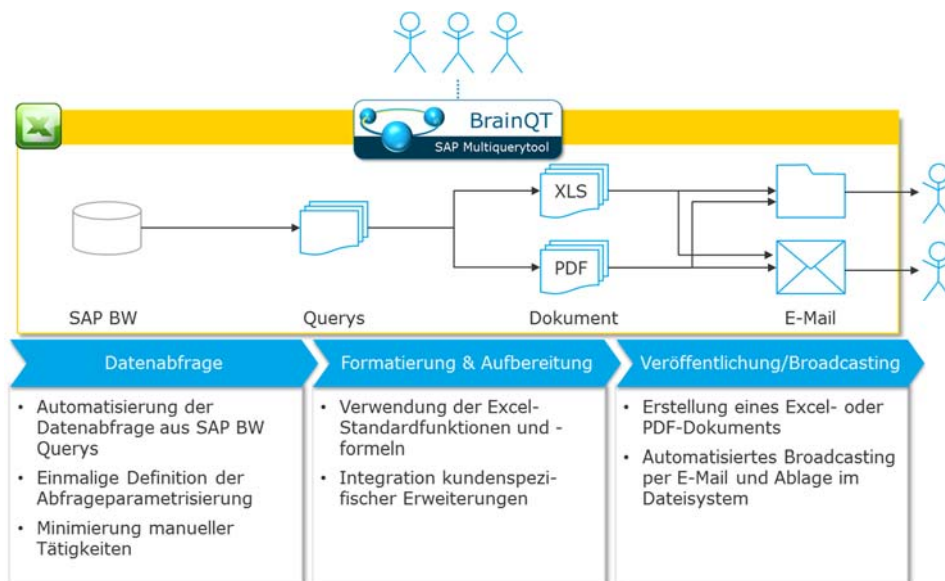 BrainQT
SAP Multiquerytool
XLS
PDF
SAP BW
Querys
Dokument
E-Mail
Datenabfrage
• Automatisierung der
Datenabfrage aus SAP BW
Querys
• Einmalige Definition der
Abfrageparametrisierung
• Minimierung manueller
Tätigkeiten
Formatierung & Aufbereitung
• Verwendung der Excel-
Standardfunktionen und -
formeln
• Integration kundenspezi-
fischer Erweiterungen
Veröffentlichung/Broadcasting
• Erstellung eines Excel- oder
PDF-Dokuments
• Automatisiertes Broadcasting
per E-Mail und Ablage im
Dateisystem